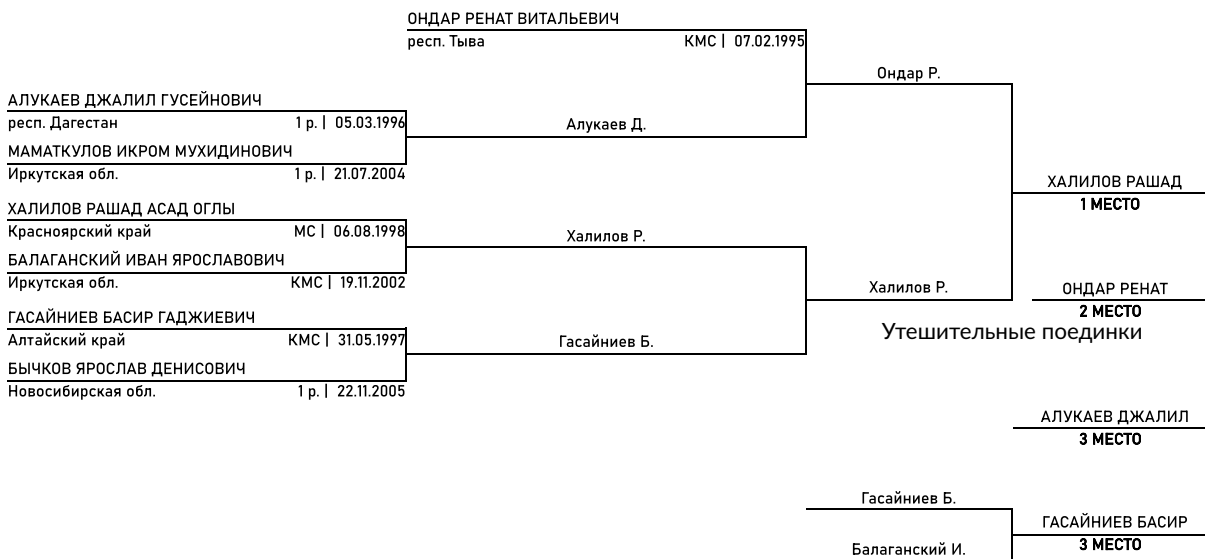 ОНДАР РЕНАТ ВИТАЛЬЕВИЧ
респ. Тыва КМС | 07.02.1995
Ондар Р.
АЛУКАЕВ ДЖАЛИЛ ГУСЕЙНОВИЧ
респ. Дагестан 1 р. | 05.03.1996
Алукаев Д.
МАМАТКУЛОВ ИКРОМ МУХИДИНОВИЧ
Иркутская обл. 1 р. | 21.07.2004
ХАЛИЛОВ РАШАД
1 МЕСТО
ХАЛИЛОВ РАШАД АСАД ОГЛЫ
Красноярский край МС | 06.08.1998
Халилов Р.
БАЛАГАНСКИЙ ИВАН ЯРОСЛАВОВИЧ
Иркутская обл. КМС | 19.11.2002
Халилов Р.
ОНДАР РЕНАТ
2 МЕСТО
ГАСАЙНИЕВ БАСИР ГАДЖИЕВИЧ
Алтайский край КМС | 31.05.1997
Гасайниев Б.
Утешительные поединки
БЫЧКОВ ЯРОСЛАВ ДЕНИСОВИЧ
Новосибирская обл. 1 р. | 22.11.2005
АЛУКАЕВ ДЖАЛИЛ
3 МЕСТО
Гасайниев Б.
ГАСАЙНИЕВ БАСИР
3 МЕСТО
Балаганский И.